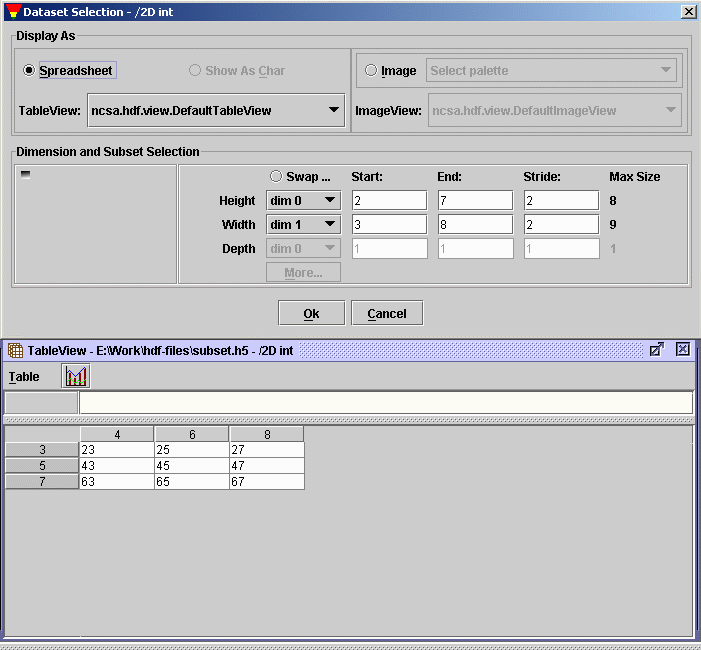 Dataset Selection - /2D int
Display As
Spreadsheet Show As Char Image Select palette
TableView: ncsa.hdf.view.DefaultTableView ImageView: ncsa.hdf.view.DefaultImageView
Dimension and Subset Selection
Swap ... Start: End: Stride: Max Size
Height dim 0 2 7 2 8
Width dim 1 3 8 2 9
Depth dim 0 1 1 1 1
More...
Ok Cancel
TableView - E:\Work\hdf-files\subset.h5 - /2D int
Table
4 6 8
3 23 25 27
5 43 45 47
7 63 65 67